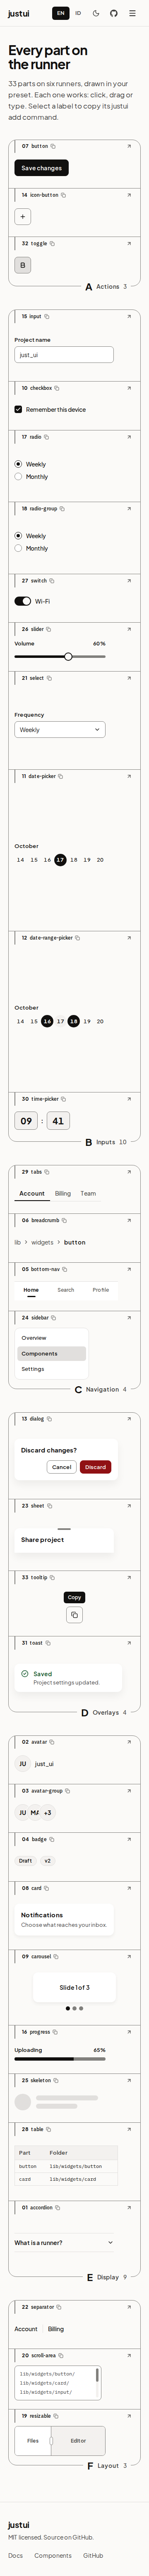 justui EN ID
Every part on
the runner
33 parts on six runners, drawn in your
preset. Each one works: click, drag or
type. Select a label to copy its justui
add command.
07 button
Save changes
14 icon-button
32 toggle
B
A Actions 3
15 input
Project name
just_ui
10 checkbox
Remember this device
17 radio
Weekly
Monthly
18 radio-group
Weekly
Monthly
27 switch
Wi-Fi
26 slider
Volume 60%
21 select
Frequency
Weekly
11 date-picker
October
14 15 16 17 18 19 20
12 date-range-picker
October
14 15 16 17 18 19 20
30 time-picker
09 : 41
B Inputs 10
29 tabs
Account Billing Team
06 breadcrumb
lib > widgets > button
05 bottom-nav
Home Search Profile
24 sidebar
Overview
Components
Settings
C Navigation 4
13 dialog
Discard changes?
Cancel Discard
23 sheet
Share project
33 tooltip
Copy
31 toast
Saved
Project settings updated.
D Overlays 4
02 avatar
JU just_ui
03 avatar-group
JU MA +3
04 badge
Draft v2
08 card
Notifications
Choose what reaches your inbox.
09 carousel
Slide 1 of 3
16 progress
Uploading 65%
25 skeleton
28 table
Part Folder
button lib/widgets/button
card lib/widgets/card
01 accordion
What is a runner?
E Display 9
22 separator
Account Billing
20 scroll-area
lib/widgets/button/
lib/widgets/card/
lib/widgets/input/
19 resizable
Files Editor
F Layout 3
justui
MIT licensed. Source on GitHub.
Docs Components GitHub